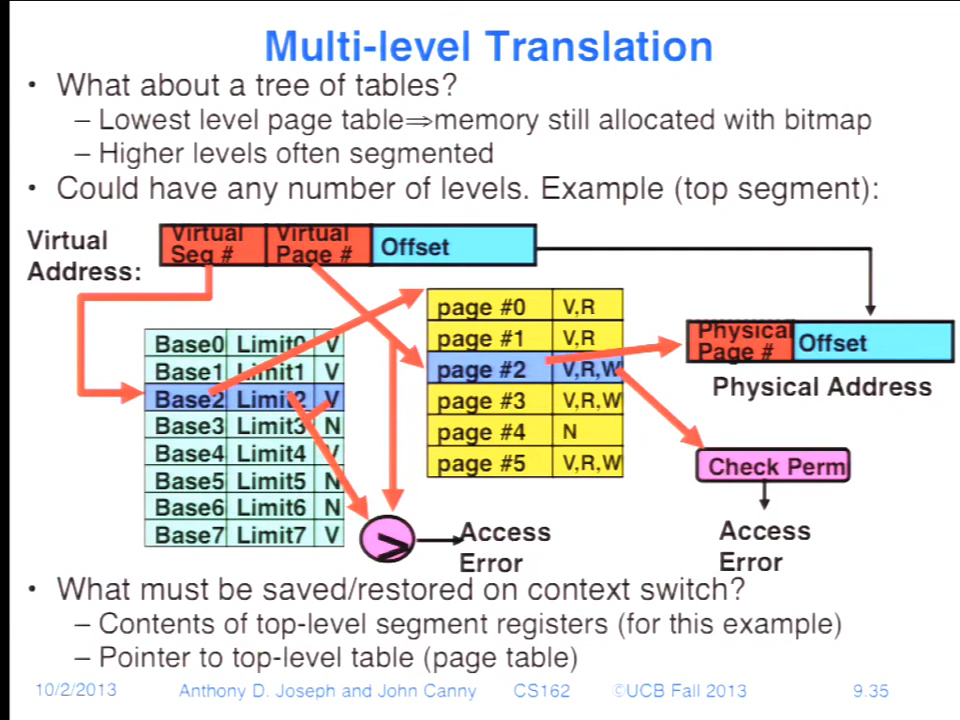 Multi-level Translation
• What about a tree of tables?
– Lowest level page table⇒memory still allocated with bitmap
– Higher levels often segmented
• Could have any number of levels. Example (top segment):
Virtual Address:
Virtual Seg #
Virtual Page #
Offset
Base0 Limit0 V
Base1 Limit1 V
Base2 Limit2 V
Base3 Limit3 N
Base4 Limit4 V
Base5 Limit5 N
Base6 Limit6 N
Base7 Limit7 V
page #0 V,R
page #1 V,R
page #2 V,R,W
page #3 V,R,W
page #4 N
page #5 V,R,W
Physical Page #
Offset
Physical Address
Check Perm
>
Access Error
Access Error
• What must be saved/restored on context switch?
– Contents of top-level segment registers (for this example)
– Pointer to top-level table (page table)
10/2/2013 Anthony D. Joseph and John Canny CS162 ©UCB Fall 2013 9.35